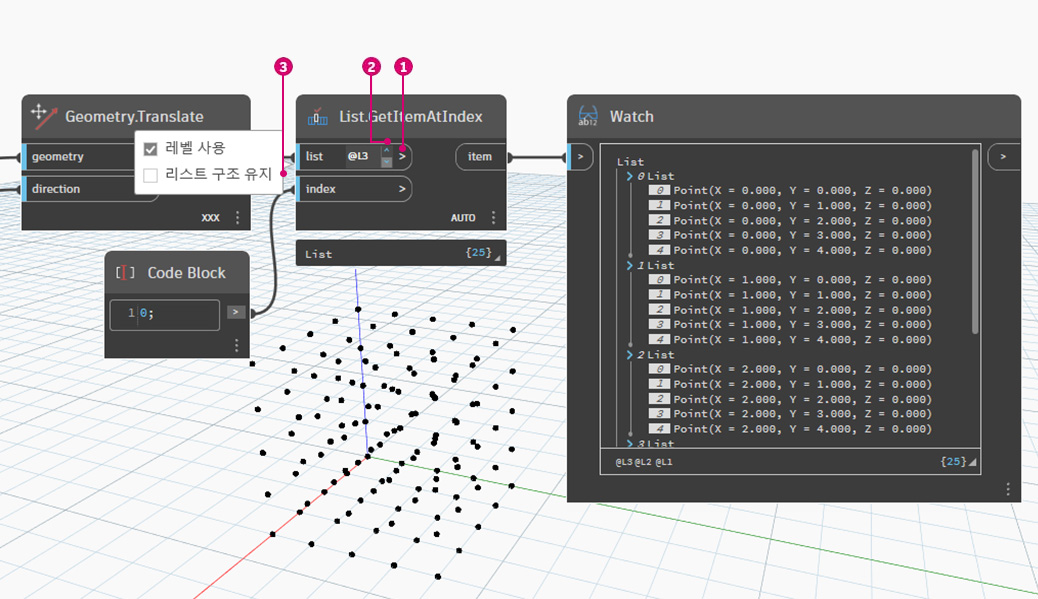 3
2
1
Geometry.Translate
geometry
direction
XXX
레벨 사용
리스트 구조 유지
List.GetItemAtIndex
list @L3 >
item
index >
AUTO
List {25}
[ ] Code Block
1 0; >
ab12
Watch
> >
List
0 List
0 Point(X = 0.000, Y = 0.000, Z = 0.000)
1 Point(X = 0.000, Y = 1.000, Z = 0.000)
2 Point(X = 0.000, Y = 2.000, Z = 0.000)
3 Point(X = 0.000, Y = 3.000, Z = 0.000)
4 Point(X = 0.000, Y = 4.000, Z = 0.000)
1 List
0 Point(X = 1.000, Y = 0.000, Z = 0.000)
1 Point(X = 1.000, Y = 1.000, Z = 0.000)
2 Point(X = 1.000, Y = 2.000, Z = 0.000)
3 Point(X = 1.000, Y = 3.000, Z = 0.000)
4 Point(X = 1.000, Y = 4.000, Z = 0.000)
2 List
0 Point(X = 2.000, Y = 0.000, Z = 0.000)
1 Point(X = 2.000, Y = 1.000, Z = 0.000)
2 Point(X = 2.000, Y = 2.000, Z = 0.000)
3 Point(X = 2.000, Y = 3.000, Z = 0.000)
4 Point(X = 2.000, Y = 4.000, Z = 0.000)
3 List
@L3 @L2 @L1 {25}